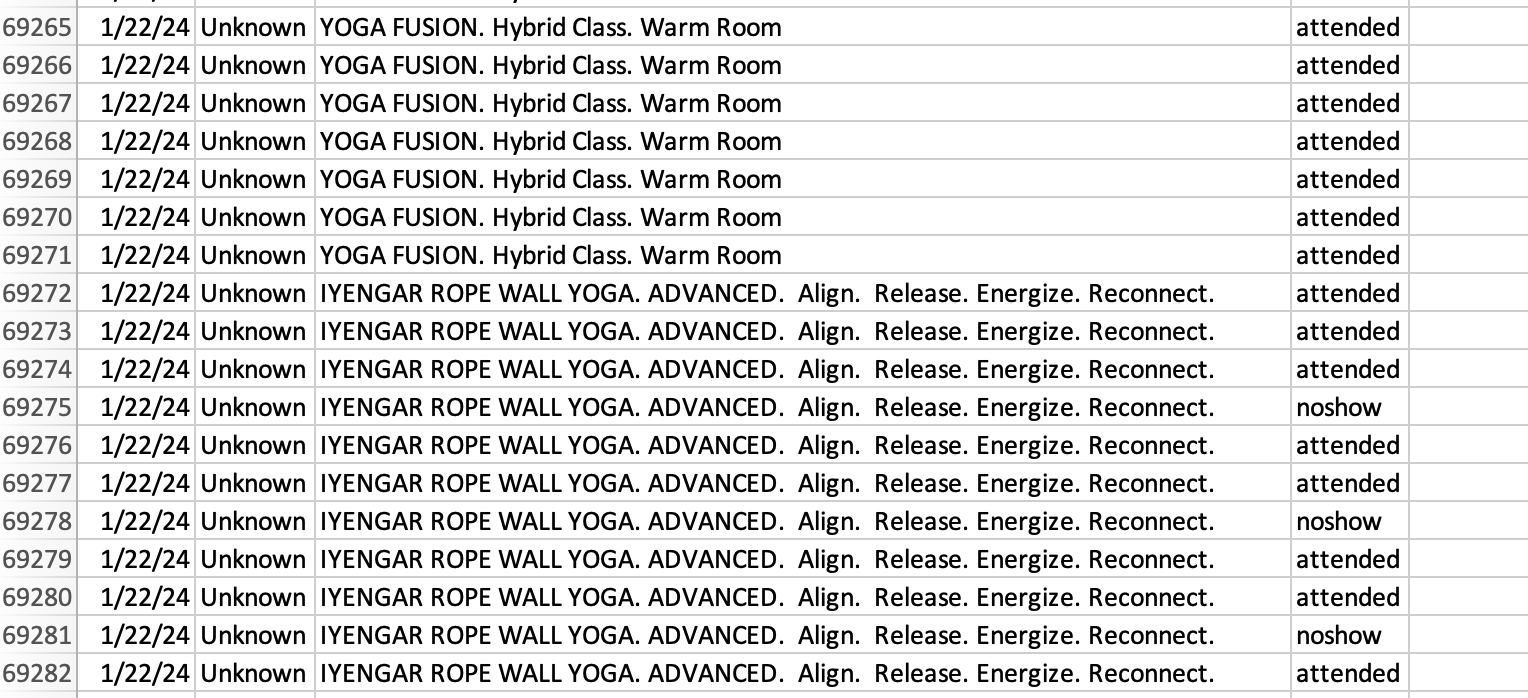 69265 1/22/24 Unknown YOGA FUSION. Hybrid Class. Warm Room attended
69266 1/22/24 Unknown YOGA FUSION. Hybrid Class. Warm Room attended
69267 1/22/24 Unknown YOGA FUSION. Hybrid Class. Warm Room attended
69268 1/22/24 Unknown YOGA FUSION. Hybrid Class. Warm Room attended
69269 1/22/24 Unknown YOGA FUSION. Hybrid Class. Warm Room attended
69270 1/22/24 Unknown YOGA FUSION. Hybrid Class. Warm Room attended
69271 1/22/24 Unknown YOGA FUSION. Hybrid Class. Warm Room attended
69272 1/22/24 Unknown IYENGAR ROPE WALL YOGA. ADVANCED.  Align.  Release. Energize. Reconnect. attended
69273 1/22/24 Unknown IYENGAR ROPE WALL YOGA. ADVANCED.  Align.  Release. Energize. Reconnect. attended
69274 1/22/24 Unknown IYENGAR ROPE WALL YOGA. ADVANCED.  Align.  Release. Energize. Reconnect. attended
69275 1/22/24 Unknown IYENGAR ROPE WALL YOGA. ADVANCED.  Align.  Release. Energize. Reconnect. noshow
69276 1/22/24 Unknown IYENGAR ROPE WALL YOGA. ADVANCED.  Align.  Release. Energize. Reconnect. attended
69277 1/22/24 Unknown IYENGAR ROPE WALL YOGA. ADVANCED.  Align.  Release. Energize. Reconnect. attended
69278 1/22/24 Unknown IYENGAR ROPE WALL YOGA. ADVANCED.  Align.  Release. Energize. Reconnect. noshow
69279 1/22/24 Unknown IYENGAR ROPE WALL YOGA. ADVANCED.  Align.  Release. Energize. Reconnect. attended
69280 1/22/24 Unknown IYENGAR ROPE WALL YOGA. ADVANCED.  Align.  Release. Energize. Reconnect. attended
69281 1/22/24 Unknown IYENGAR ROPE WALL YOGA. ADVANCED.  Align.  Release. Energize. Reconnect. noshow
69282 1/22/24 Unknown IYENGAR ROPE WALL YOGA. ADVANCED.  Align.  Release. Energize. Reconnect. attended